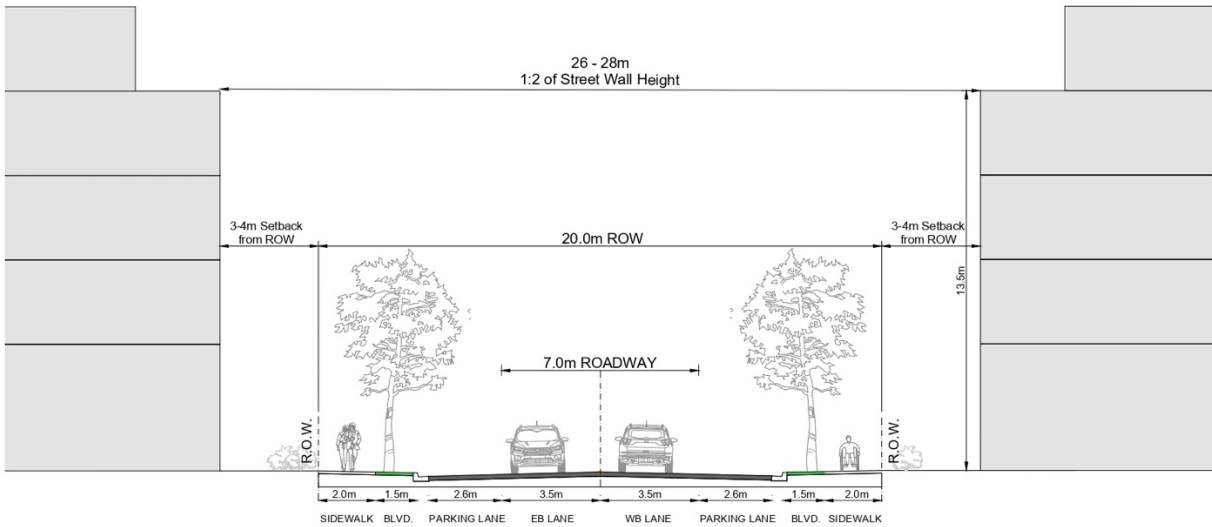 26 - 28m
1:2 of Street Wall Height
3-4m Setback
from ROW
20.0m ROW
3-4m Setback
from ROW
13.5m
7.0m ROADWAY
R.O.W.
R.O.W.
2.0m 1.5m 2.6m 3.5m 3.5m 2.6m 1.5m 2.0m
SIDEWALK BLVD. PARKING LANE EB LANE WB LANE PARKING LANE BLVD. SIDEWALK